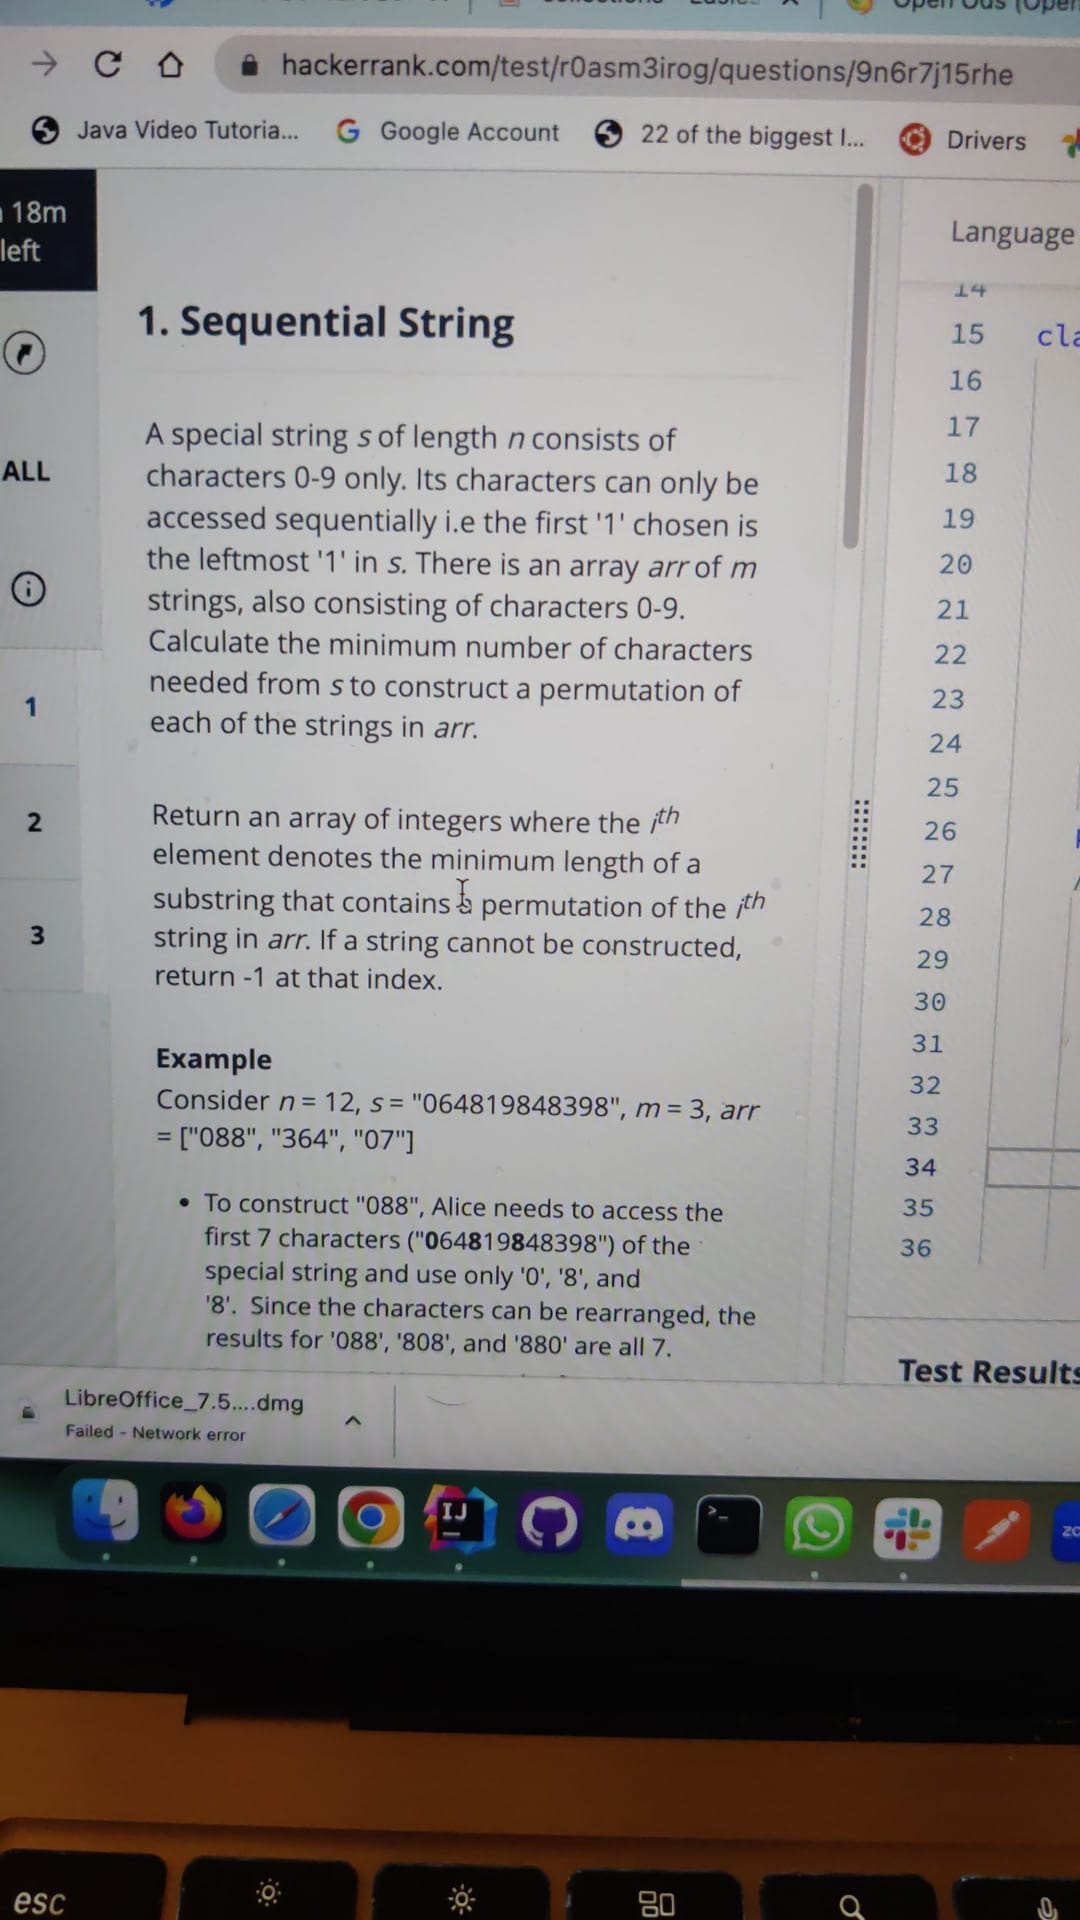 hackerrank.com/test/r0asm3irog/questions/9n6r7j15rhe
Java Video Tutoria...
Google Account
22 of the biggest I...
Drivers
18m
left
ALL
1
2
3
1. Sequential String
A special string s of length n consists of
characters 0-9 only. Its characters can only be
accessed sequentially i.e the first '1' chosen is
the leftmost '1' in s. There is an array arr of m
strings, also consisting of characters 0-9.
Calculate the minimum number of characters
needed from s to construct a permutation of
each of the strings in arr.
Return an array of integers where the ith
element denotes the minimum length of a
substring that contains a permutation of the ith
string in arr. If a string cannot be constructed,
return -1 at that index.
Example
Consider n = 12, s = "064819848398", m = 3, arr
= ["088", "364", "07"]
• To construct "088", Alice needs to access the
first 7 characters ("064819848398") of the
special string and use only '0', '8', and
'8'. Since the characters can be rearranged, the
results for '088', '808', and '880' are all 7.
Language
14
15 cla
16
17
18
19
20
21
22
23
24
25
26
27
28
29
30
31
32
33
34
35
36
Test Results
LibreOffice_7.5....dmg
Failed - Network error
IJ
zo
esc